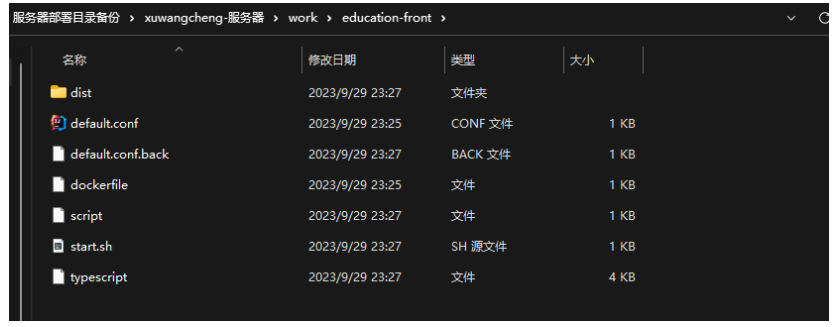 服务器部署目录备份 › xuwangcheng-服务器 › work › education-front ›
名称 修改日期 类型 大小
dist 2023/9/29 23:27 文件夹
default.conf 2023/9/29 23:25 CONF 文件 1 KB
default.conf.back 2023/9/29 23:27 BACK 文件 1 KB
dockerfile 2023/9/29 23:25 文件 1 KB
script 2023/9/29 23:27 文件 1 KB
start.sh 2023/9/29 23:27 SH 源文件 1 KB
typescript 2023/9/29 23:27 文件 4 KB